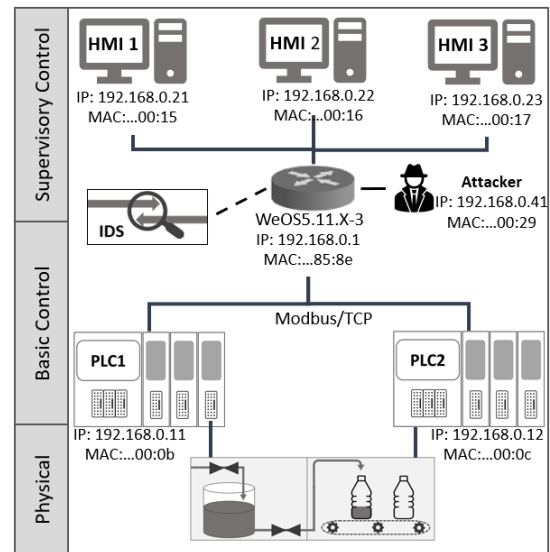 Supervisory Control
HMI 1
HMI 2
HMI 3
IP: 192.168.0.21
MAC:...00:15
IP: 192.168.0.22
MAC:...00:16
IP: 192.168.0.23
MAC:...00:17
IDS
WeOS5.11.X-3
IP: 192.168.0.1
MAC:...85:8e
Attacker
IP: 192.168.0.41
MAC:...00:29
Basic Control
Modbus/TCP
PLC1
PLC2
IP: 192.168.0.11
MAC:...00:0b
IP: 192.168.0.12
MAC:...00:0c
Physical